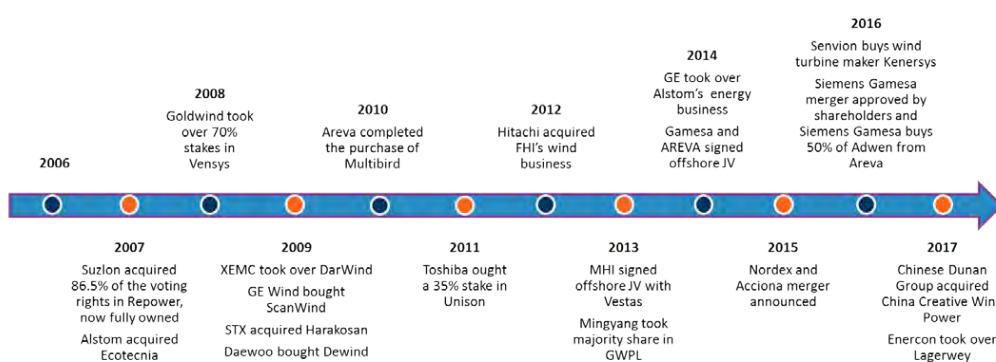 2006
2007
Suzlon acquired
86.5% of the voting
rights in Repower,
now fully owned
Alstom acquired
Ecotecnia
2008
Goldwind took
over 70%
stakes in
Vensys
2009
XEMC took over DarWind
GE Wind bought
ScanWind
STX acquired Harakosan
Daewoo bought Dewind
2010
Areva completed
the purchase of
Multibird
2011
Toshiba ought
a 35% stake in
Unison
2012
Hitachi acquired
FHI's wind
business
2013
MHI signed
offshore JV with
Vestas
Mingyang took
majority share in
GWPL
2014
GE took over
Alstom's energy
business
Gamesa and
AREVA signed
offshore JV
2015
Nordex and
Acciona merger
announced
2016
Senvion buys wind
turbine maker Kenersys
Siemens Gamesa
merger approved by
shareholders and
Siemens Gamesa buys
50% of Adwen from
Areva
2017
Chinese Dunan
Group acquired
China Creative Win
Power
Enercon took over
Lagerwey